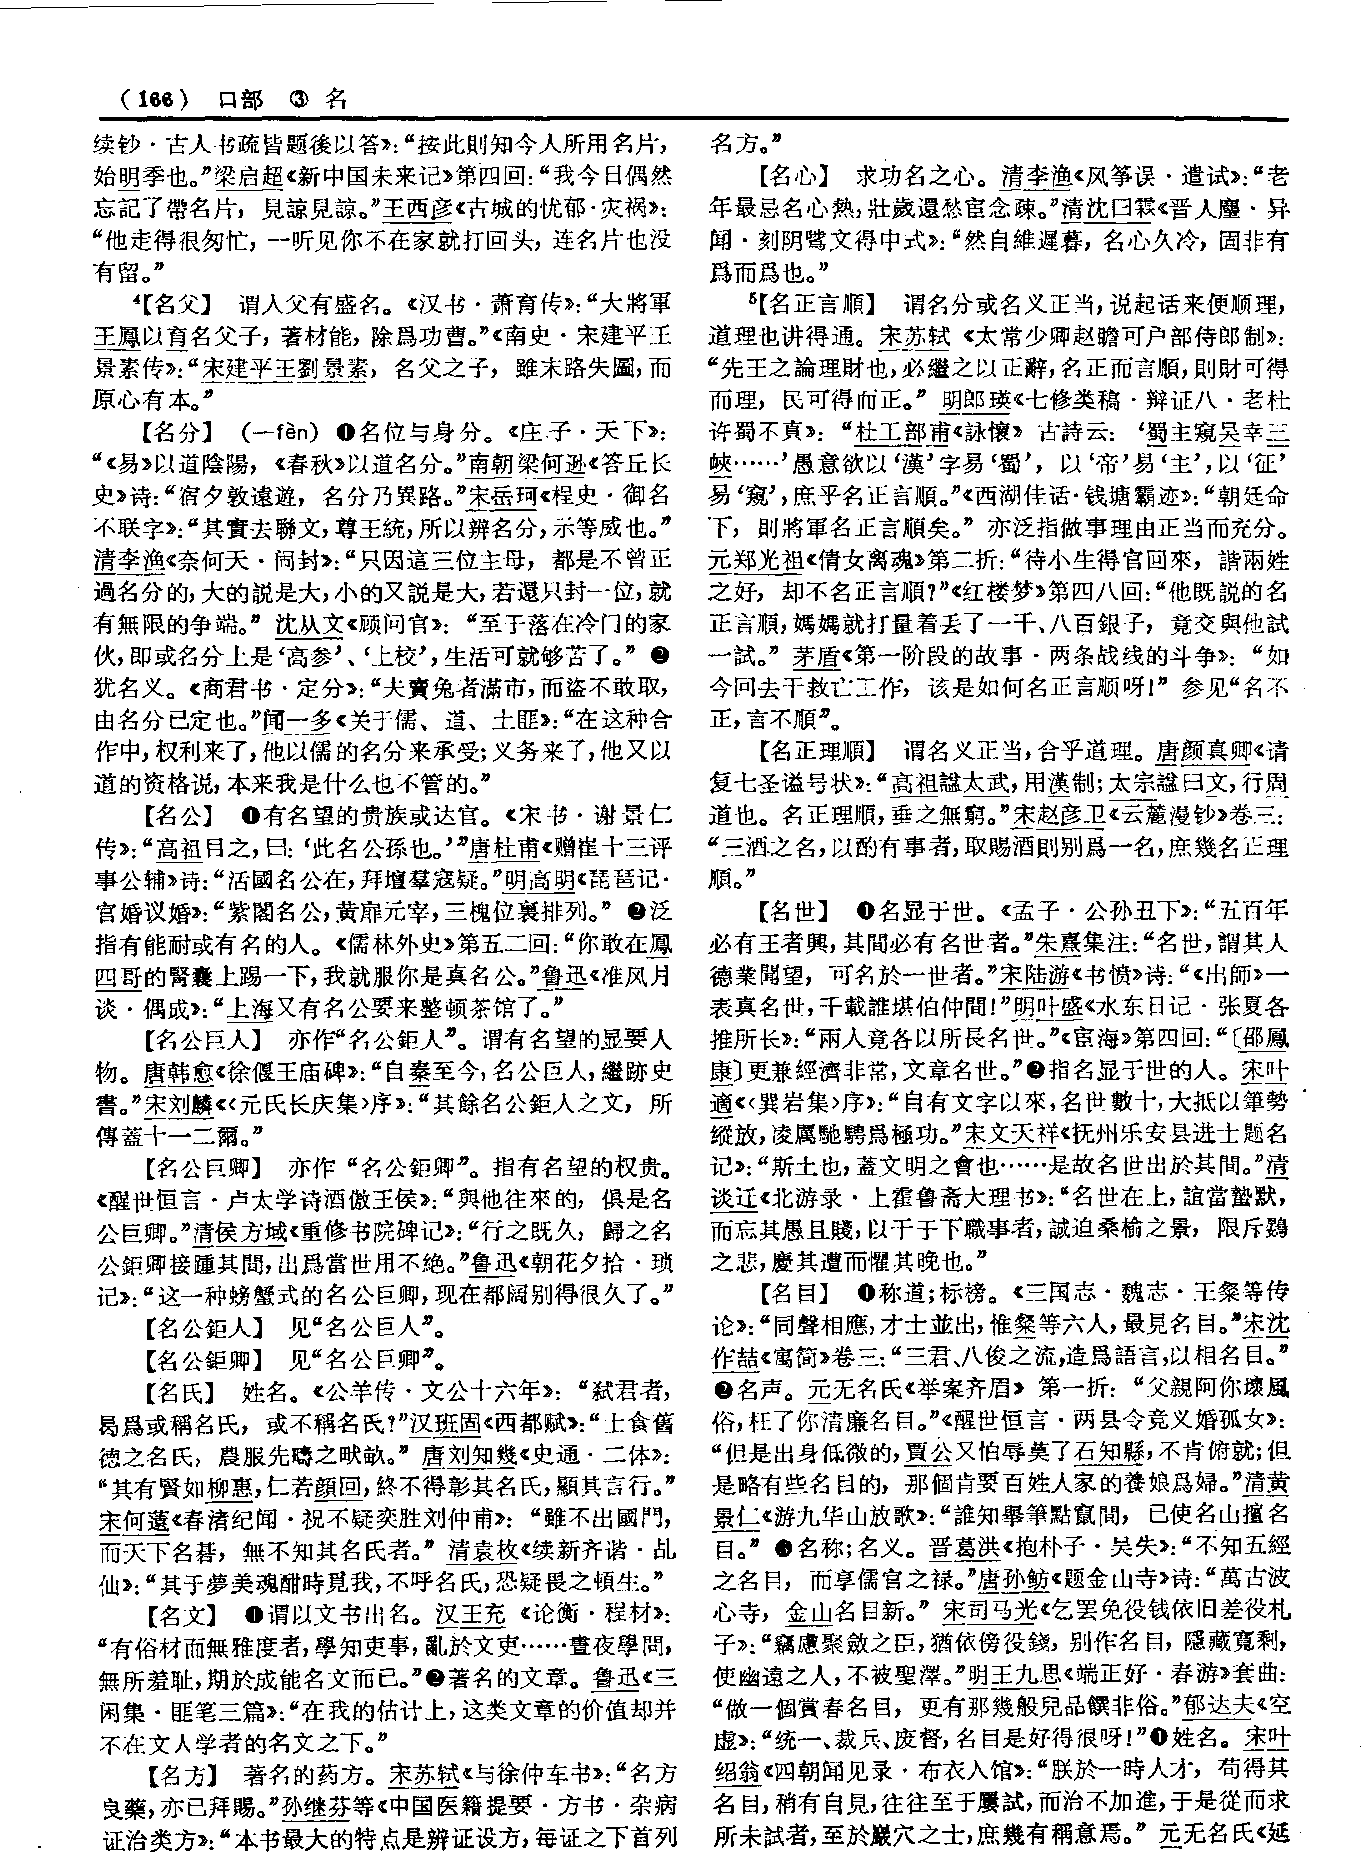 （166） 口部 ③ 名
续钞·古人书疏皆题後以答》：“按此則知今人所用名片，
始明季也。”梁启超《新中国未来记》第四回：“我今日偶然
忘記了帶名片，見諒見諒。”王西彦《古城的忧郁·灾祸》：
“他走得很匆忙，一听见你不在家就打回头，连名片也没
有留。”
⁴【名父】 谓人父有盛名。《汉书·萧育传》：“大將軍
王鳳以育名父子，著材能，除爲功曹。”《南史·宋建平王
景素传》：“宋建平王劉景素，名父之子，雖末路失圖，而
原心有本。”
【名分】 （—fèn） ❶名位与身分。《庄子·天下》：
“《易》以道陰陽，《春秋》以道名分。”南朝梁何逊《答丘长
史》诗：“宿夕敦遠遊，名分乃異路。”宋岳珂《桯史·御名
不联字》：“其實去聯文，尊王統，所以辨名分，示等威也。”
清李渔《奈何天·闹封》：“只因這三位主母，都是不曾正
過名分的，大的説是大，小的又説是大，若還只封一位，就
有無限的争端。” 沈从文《顾问官》：“至于落在冷门的家
伙，即或名分上是‘高参’、‘上校’，生活可就够苦了。” ❷
犹名义。《商君书·定分》：“夫賣兔者滿市，而盜不敢取，
由名分已定也。”闻一多《关于儒、道、土匪》：“在这种合
作中，权利来了，他以儒的名分来承受；义务来了，他又以
道的资格说，本来我是什么也不管的。”
【名公】 ❶有名望的贵族或达官。《宋书·谢景仁
传》：“高祖目之，曰：‘此名公孫也。’”唐杜甫《赠崔十三评
事公辅》诗：“活國名公在，拜壇羣寇疑。”明高明《琵琶记·
官婚议婚》：“紫閣名公，黄扉元宰，三槐位裏排列。” ❷泛
指有能耐或有名的人。《儒林外史》第五二回：“你敢在鳳
四哥的腎囊上踢一下，我就服你是真名公。”鲁迅《准风月
谈·偶成》：“上海又有名公要来整顿茶馆了。”
【名公巨人】 亦作“名公鉅人”。谓有名望的显要人
物。唐韩愈《徐偃王庙碑》：“自秦至今，名公巨人，繼跡史
書。”宋刘麟《〈元氏长庆集〉序》：“其餘名公鉅人之文，所
傳蓋十一二爾。”
【名公巨卿】 亦作 “名公鉅卿”。指有名望的权贵。
《醒世恒言·卢太学诗酒傲王侯》：“與他往來的，俱是名
公巨卿。”清侯方域《重修书院碑记》：“行之既久，歸之名
公鉅卿接踵其間，出爲當世用不绝。”鲁迅《朝花夕拾·琐
记》：“这一种螃蟹式的名公巨卿，现在都阔别得很久了。”
【名公鉅人】 见“名公巨人”。
【名公鉅卿】 见“名公巨卿”。
【名氏】 姓名。《公羊传·文公十六年》：“弑君者，
曷爲或稱名氏，或不稱名氏？”汉班固《西都赋》：“士食舊
德之名氏，農服先疇之畎畝。” 唐刘知幾《史通·二体》：
“其有賢如柳惠，仁若顔回，終不得彰其名氏，顯其言行。”
宋何薳《春渚纪闻·祝不疑奕胜刘仲甫》：“雖不出國門，
而天下名碁，無不知其名氏者。” 清袁枚《续新齐谐·乩
仙》：“其于夢美魂酣時覓我，不呼名氏，恐疑畏之頓生。”
【名文】 ❶谓以文书出名。汉王充《论衡·程材》：
“有俗材而無雅度者，學知吏事，亂於文吏……晝夜學問，
無所羞耻，期於成能名文而已。”❷著名的文章。鲁迅《三
闲集·匪笔三篇》：“在我的估计上，这类文章的价值却并
不在文人学者的名文之下。”
【名方】 著名的药方。宋苏轼《与徐仲车书》：“名方
良藥，亦已拜賜。”孙继芬等《中国医籍提要·方书·杂病
证治类方》：“本书最大的特点是辨证设方，每证之下首列
名方。”
【名心】 求功名之心。清李渔《风筝误·遣试》：“老
年最忌名心熱，壯歲還愁宦念疎。”清沈曰霖《晋人麈·异
闻·刻阴骘文得中式》：“然自維遲暮，名心久冷，固非有
爲而爲也。”
⁵【名正言順】 谓名分或名义正当，说起话来便顺理，
道理也讲得通。宋苏轼《太常少卿赵瞻可户部侍郎制》：
“先王之論理財也，必繼之以正辭，名正而言順，則財可得
而理，民可得而正。” 明郎瑛《七修类稿·辩证八·老杜
许蜀不真》：“杜工部甫《詠懷》古詩云：‘蜀主窺吴幸三
峽……’愚意欲以‘漢’字易‘蜀’，以‘帝’易‘主’，以‘征’
易‘窺’，庶乎名正言順。”《西湖佳话·钱塘霸迹》：“朝廷命
下，則將軍名正言順矣。” 亦泛指做事理由正当而充分。
元郑光祖《倩女离魂》第二折：“待小生得官回來，諧兩姓
之好，却不名正言順？”《红楼梦》第四八回：“他既説的名
正言順，媽媽就打量着丢了一千、八百銀子，竟交與他試
一試。” 茅盾《第一阶段的故事·两条战线的斗争》：“如
今回去干救亡工作，该是如何名正言顺呀！” 参见“名不
正，言不順”。
【名正理順】 谓名义正当，合乎道理。唐颜真卿《请
复七圣谥号状》：“高祖謚太武，用漢制；太宗謚曰文，行周
道也。名正理順，垂之無窮。”宋赵彦卫《云麓漫钞》卷三：
“三酒之名，以酌有事者，取賜酒則别爲一名，庶幾名正理
順。”
【名世】 ❶名显于世。《孟子·公孙丑下》：“五百年
必有王者興，其間必有名世者。”朱熹集注：“名世，謂其人
德業聞望，可名於一世者。”宋陆游《书愤》诗：“《出師》一
表真名世，千載誰堪伯仲間！”明叶盛《水东日记·张夏各
推所长》：“兩人竟各以所長名世。”《宦海》第四回：“〔邵鳳
康〕更兼經濟非常，文章名世。”❷指名显于世的人。宋叶
適《〈巽岩集〉序》：“自有文字以來，名世數十，大抵以筆勢
縱放，凌厲馳騁爲極功。”宋文天祥《抚州乐安县进士题名
记》：“斯土也，蓋文明之會也……是故名世出於其間。”清
谈迁《北游录·上霍鲁斋大理书》：“名世在上，誼當蟄默，
而忘其愚且賤，以于于下職事者，誠迫桑榆之景，限斥鷃
之悲，慶其遭而懼其晚也。”
【名目】 ❶称道；标榜。《三国志·魏志·王粲等传
论》：“同聲相應，才士並出，惟粲等六人，最見名目。”宋沈
作喆《寓简》卷三：“三君、八俊之流，造爲語言，以相名目。”
❷名声。元无名氏《举案齐眉》第一折：“父親阿你壞風
俗，枉了你清廉名目。”《醒世恒言·两县令竞义婚孤女》：
“但是出身低微的，賈公又怕辱莫了石知縣，不肯俯就；但
是略有些名目的，那個肯要百姓人家的養娘爲婦。”清黄
景仁《游九华山放歌》：“誰知舉筆點竄間，已使名山擅名
目。” ❸名称；名义。晋葛洪《抱朴子·吴失》：“不知五經
之名目，而享儒官之禄。”唐孙鲂《题金山寺》诗：“萬古波
心寺，金山名目新。” 宋司马光《乞罢免役钱依旧差役札
子》：“竊慮聚斂之臣，猶依傍役錢，别作名目，隱藏寬剩，
使幽遠之人，不被聖澤。”明王九思《端正好·春游》套曲：
“做一個賞春名目，更有那幾般兒品饌非俗。”郁达夫《空
虚》：“统一、裁兵、废督，名目是好得很呀！”❹姓名。宋叶
绍翁《四朝闻见录·布衣入馆》：“朕於一時人才，苟得其
名目，稍有自見，往往至于屢試，而治不加進，于是從而求
所未試者，至於巖穴之士，庶幾有稱意焉。” 元无名氏《延